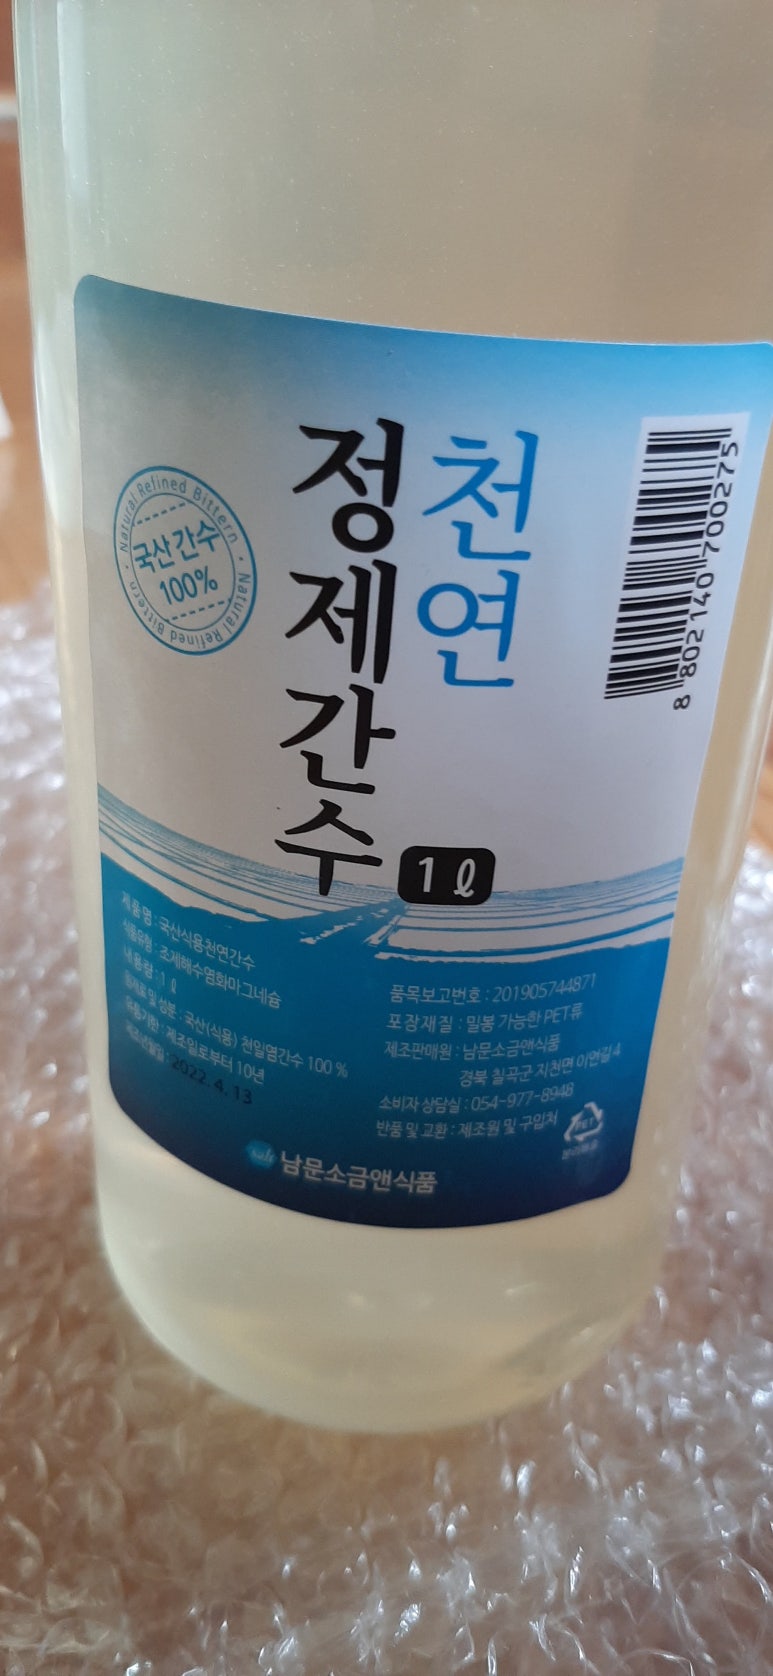 천연
정제간수
1ℓ
Natural Refined Bittern · Natural Refined Bittern ·
국산간수
100%
8 802140 700275
제품명 : 국산식용천연간수
식품유형 : 조제해수염화마그네슘
내용량 : 1 ℓ
원재료 및 성분 : 국산(식용) 천일염간수 100 %
유통기한 : 제조일로부터 10년
제조년월일 : 2022. 4. 13
품목보고번호 : 201905744871
포장재질 : 밀봉 가능한 PET류
제조판매원 : 남문소금앤식품
경북 칠곡군 지천면 이언길 4
소비자 상담실 : 054-977-8948
반품 및 교환 : 제조원 및 구입처
PET
salt 남문소금앤식품